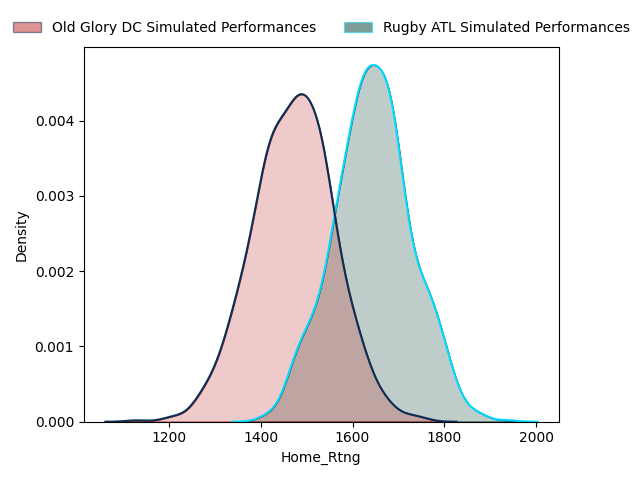 Old Glory DC Simulated Performances Rugby ATL Simulated Performances
0.004
0.003
0.002
0.001
0.000
Density
1200 1400 1600 1800 2000
Home_Rtng